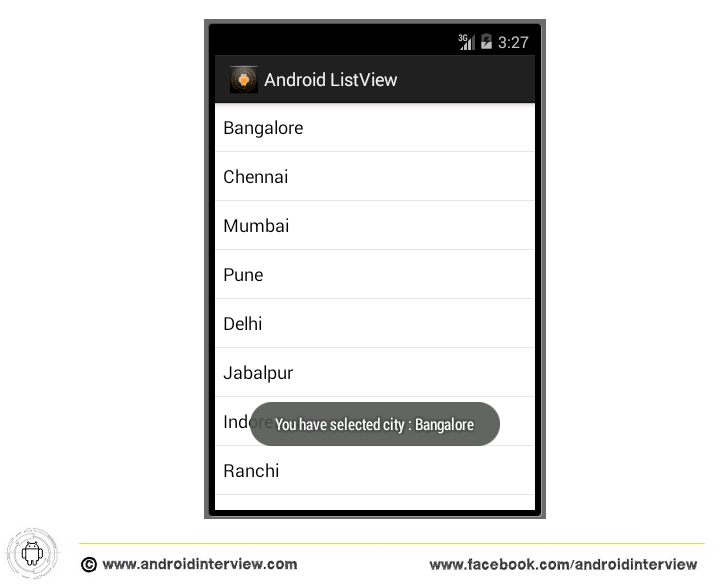 3G 3:27
Android ListView
Bangalore
Chennai
Mumbai
Pune
Delhi
Jabalpur
Indore
You have selected city : Bangalore
Ranchi
© www.androidinterview.com
www.facebook.com/androidinterview